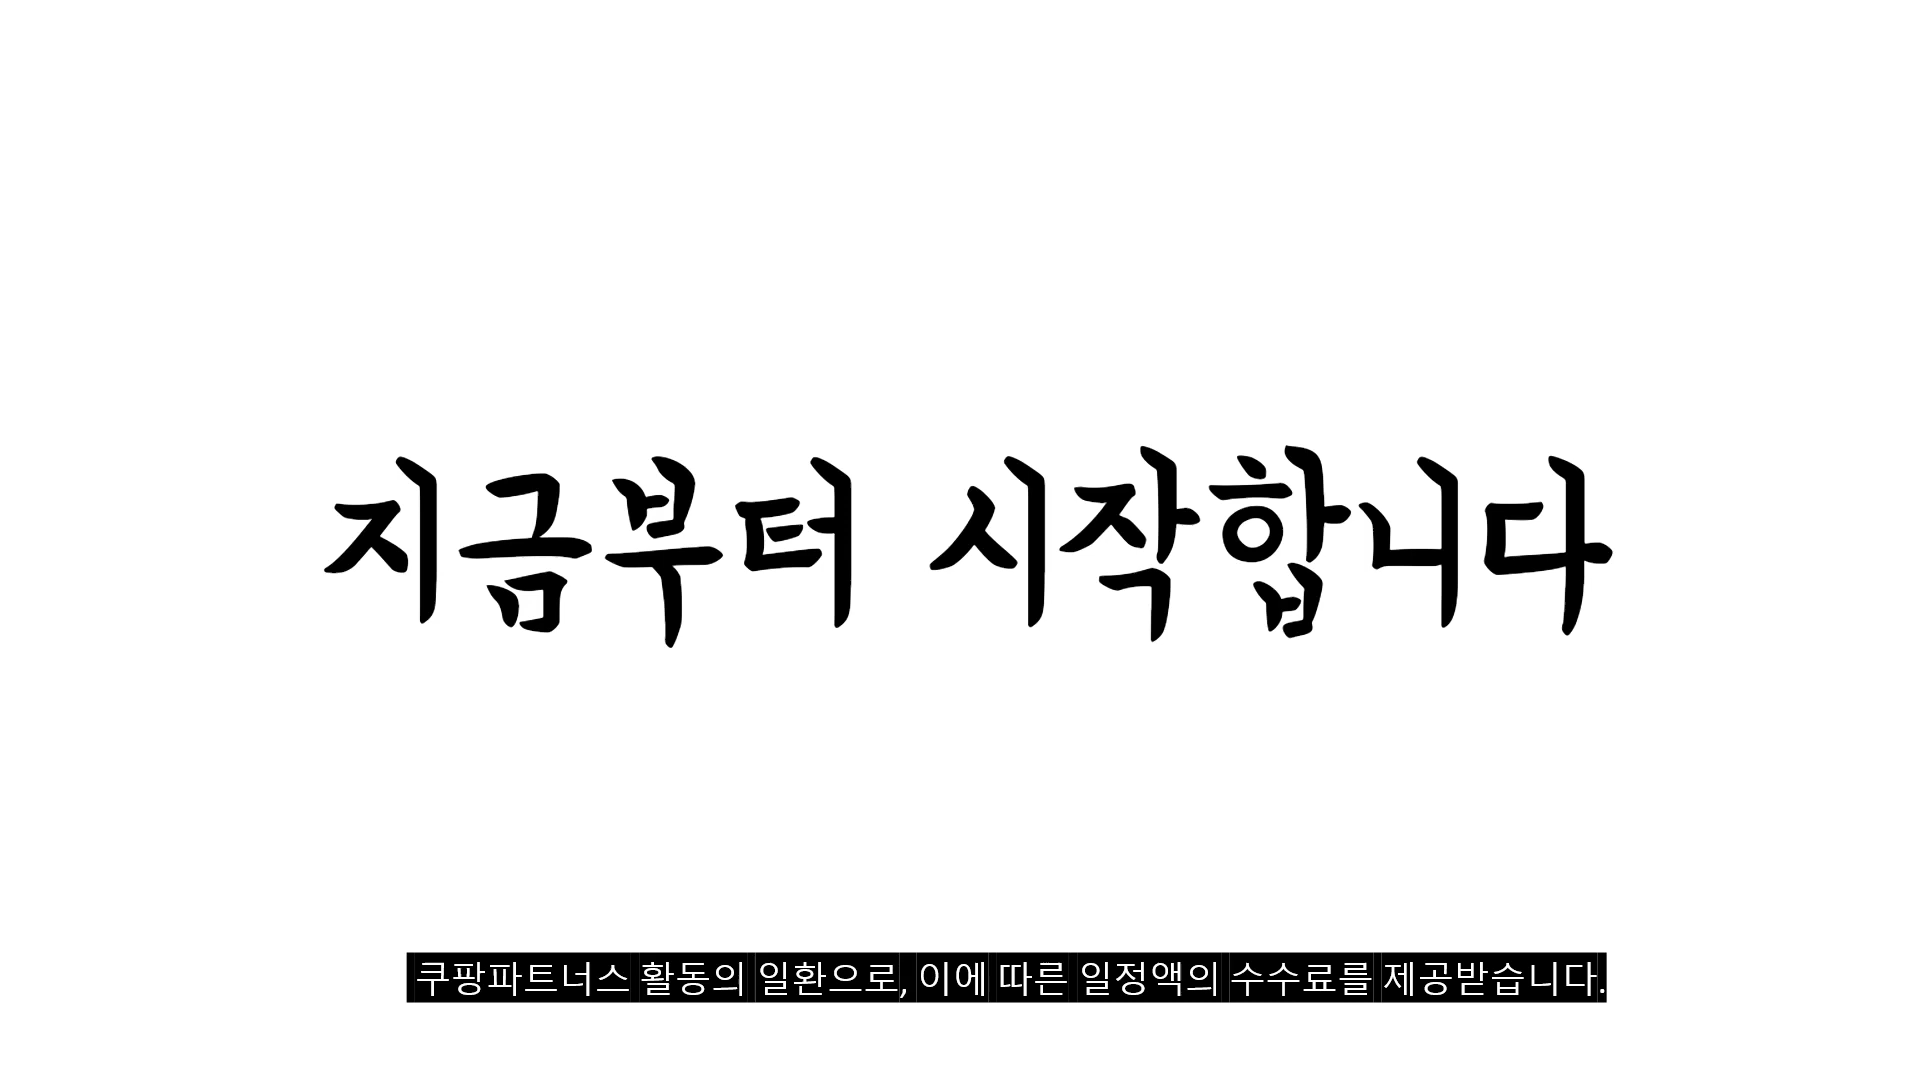 지금부터 시작합니다
쿠팡파트너스 활동의 일환으로, 이에 따른 일정액의 수수료를 제공받습니다.